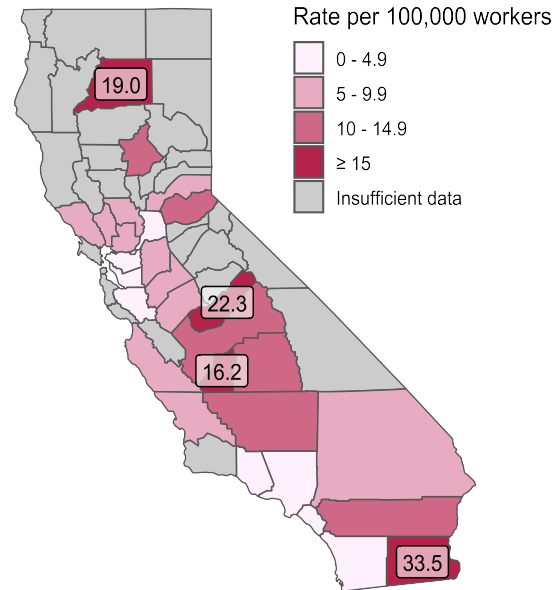 Rate per 100,000 workers
0 - 4.9
5 - 9.9
10 - 14.9
≥ 15
Insufficient data
19.0
22.3
16.2
33.5